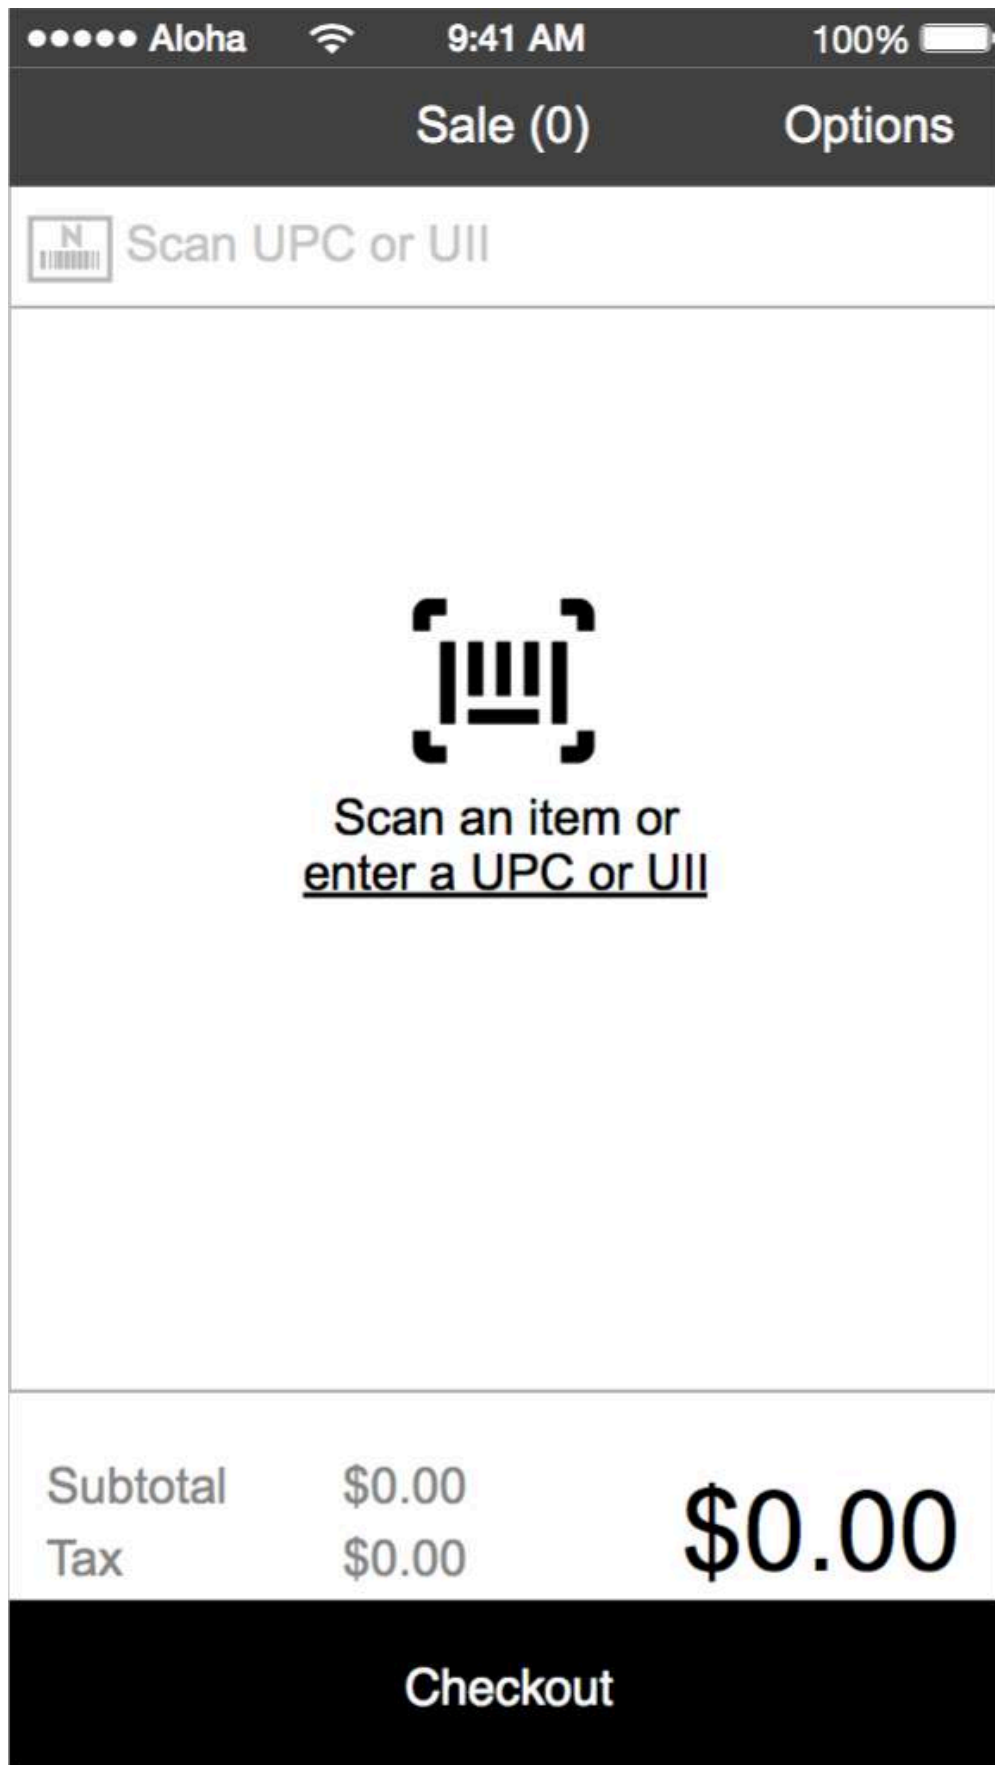 Aloha 9:41 AM 100%
Sale (0) Options
N Scan UPC or UII
Scan an item or
enter a UPC or UII
Subtotal $0.00
Tax $0.00
$0.00
Checkout